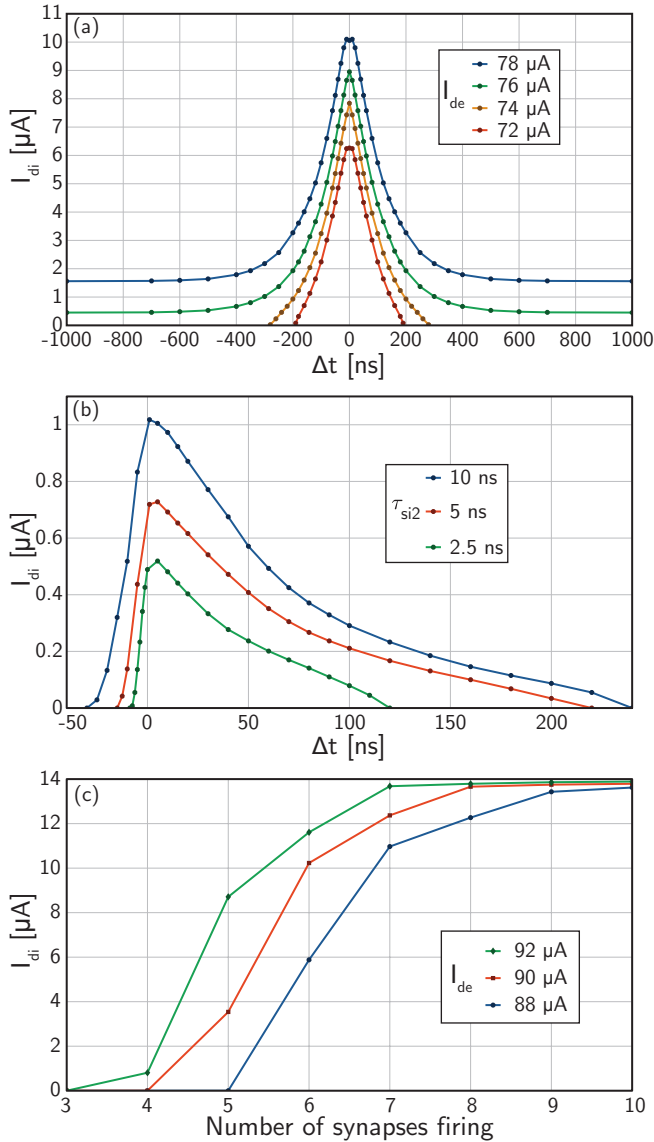 (a)
11
10
9
8
7
6
5
4
3
2
1
0
I_di [µA]
I_de
78 µA
76 µA
74 µA
72 µA
-1000 -800 -600 -400 -200 0 200 400 600 800 1000
Δt [ns]
(b)
1
0.8
0.6
0.4
0.2
0
I_di [µA]
τ_si2
10 ns
5 ns
2.5 ns
-50 0 50 100 150 200
Δt [ns]
(c)
14
12
10
8
6
4
2
0
I_di [µA]
I_de
92 µA
90 µA
88 µA
3 4 5 6 7 8 9 10
Number of synapses firing